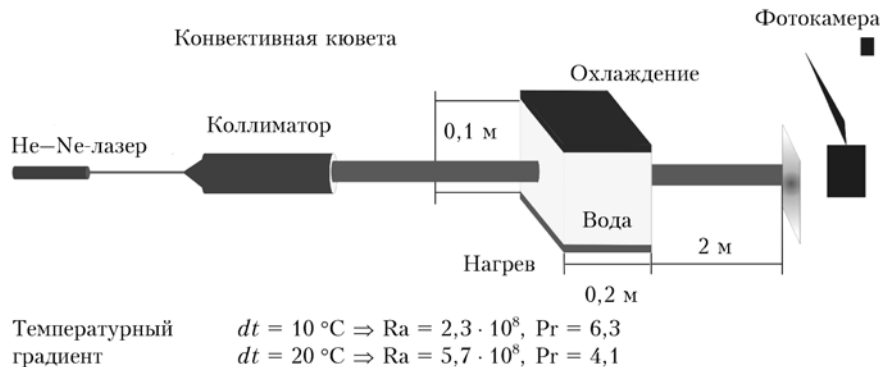 Фотокамера
Конвективная кювета
Охлаждение
Коллиматор
0,1 м
He—Ne-лазер
Вода
2 м
Нагрев
0,2 м
Температурный dt = 10 °C ⇒ Ra = 2,3 · 10⁸, Pr = 6,3
градиент dt = 20 °C ⇒ Ra = 5,7 · 10⁸, Pr = 4,1